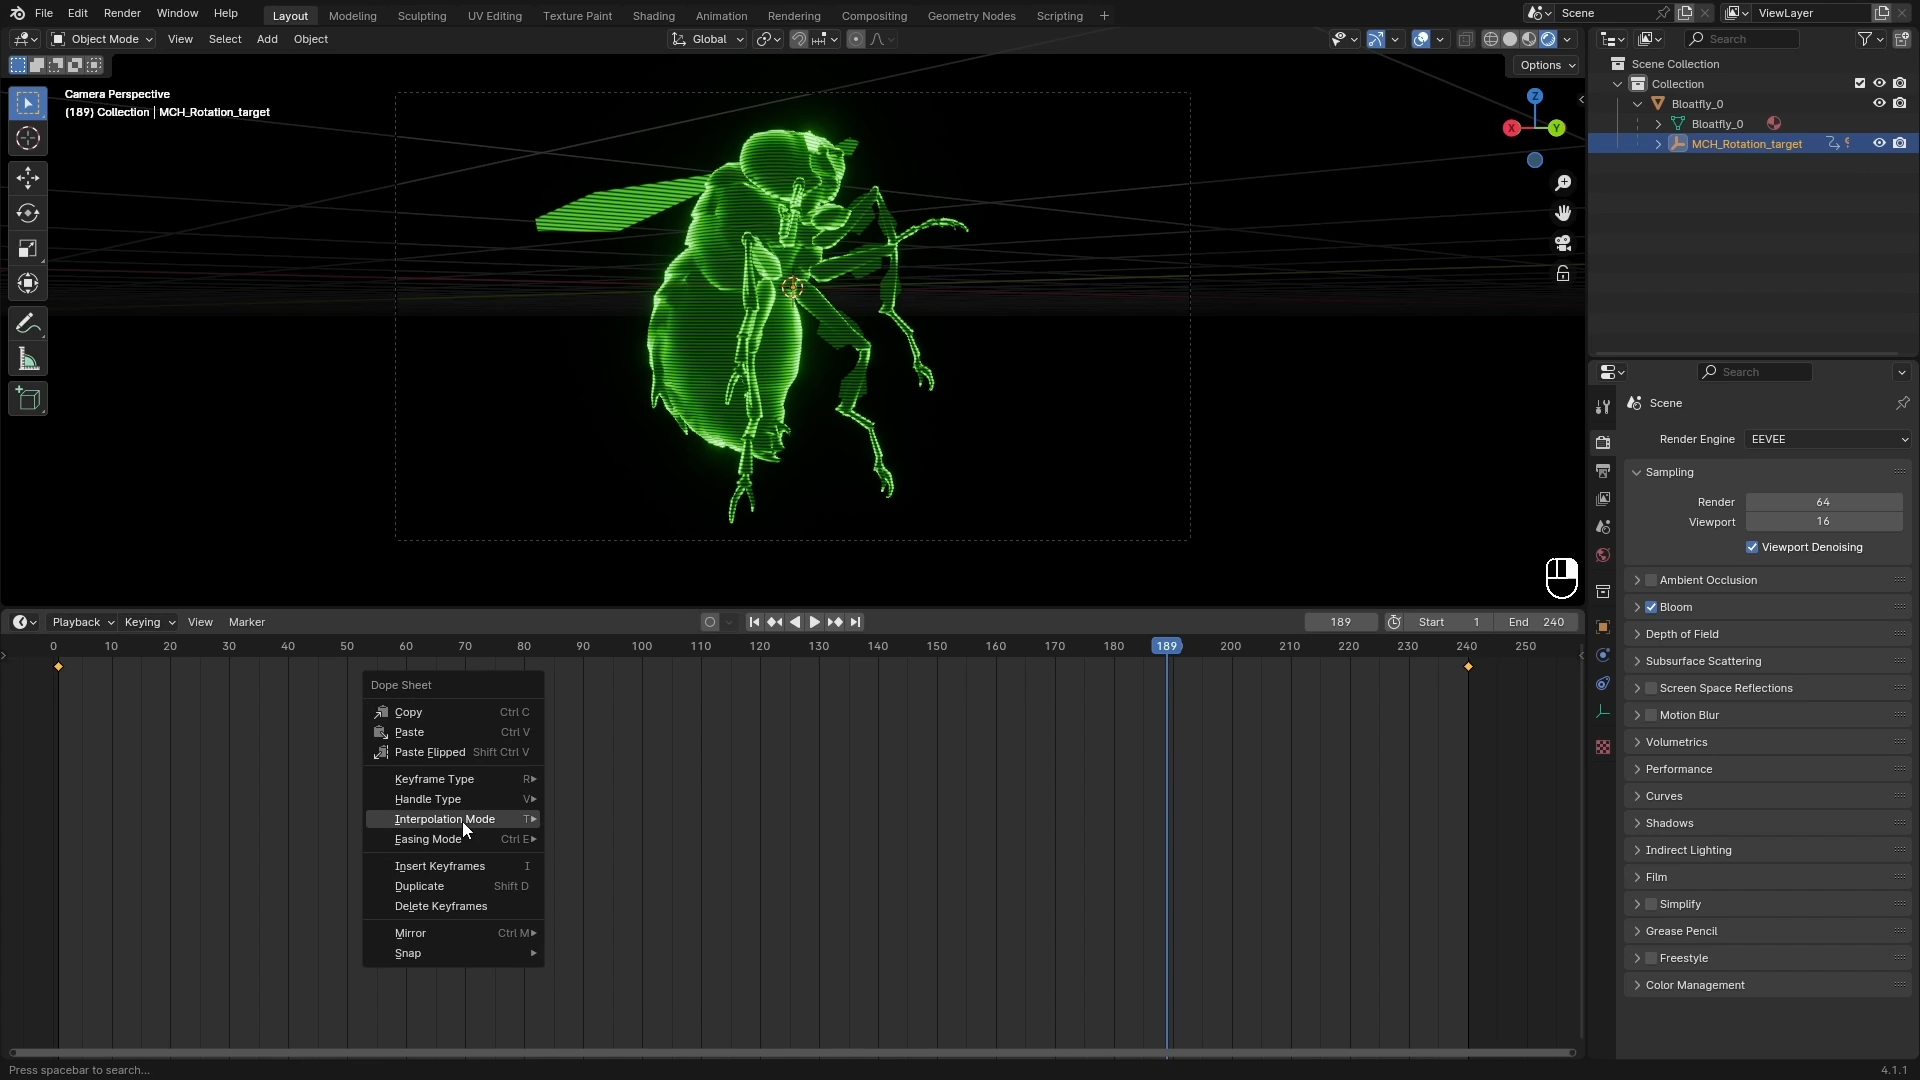 File Edit Render Window Help Layout Modeling Sculpting UV Editing Texture Paint Shading Animation Rendering Compositing Geometry Nodes Scripting + Scene ViewLayer
Object Mode View Select Add Object Global Search
Options
Camera Perspective
(189) Collection | MCH_Rotation_target
Z
X
Y
Scene Collection
Collection
Bloatfly_0
Bloatfly_0
MCH_Rotation_target
Search
Scene
Render Engine EEVEE
Sampling
Render 64
Viewport 16
Viewport Denoising
Ambient Occlusion
Bloom
Depth of Field
Subsurface Scattering
Screen Space Reflections
Motion Blur
Volumetrics
Performance
Curves
Shadows
Indirect Lighting
Film
Simplify
Grease Pencil
Freestyle
Color Management
Playback Keying View Marker 189 Start 1 End 240
0 10 20 30 40 50 60 70 80 90 100 110 120 130 140 150 160 170 180 189 200 210 220 230 240 250
Dope Sheet
Copy Ctrl C
Paste Ctrl V
Paste Flipped Shift Ctrl V
Keyframe Type R
Handle Type V
Interpolation Mode T
Easing Mode Ctrl E
Insert Keyframes I
Duplicate Shift D
Delete Keyframes
Mirror Ctrl M
Snap
Press spacebar to search...
4.1.1